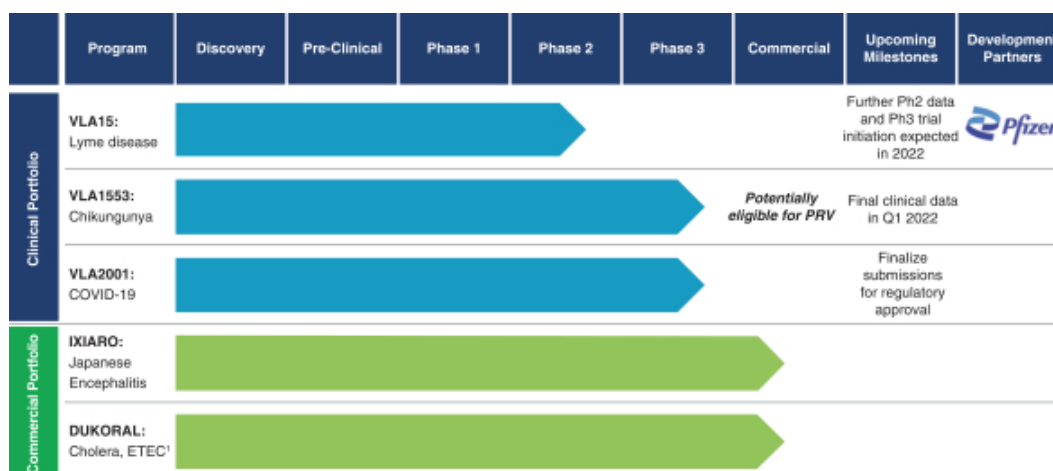 Program
Discovery
Pre-Clinical
Phase 1
Phase 2
Phase 3
Commercial
Upcoming
Milestones
Development
Partners
Clinical Portfolio
VLA15:
Lyme disease
Further Ph2 data
and Ph3 trial
initiation expected
in 2022
Pfizer
VLA1553:
Chikungunya
Potentially
eligible for PRV
Final clinical data
in Q1 2022
VLA2001:
COVID-19
Finalize
submissions
for regulatory
approval
Commercial Portfolio
IXIARO:
Japanese
Encephalitis
DUKORAL:
Cholera, ETEC¹